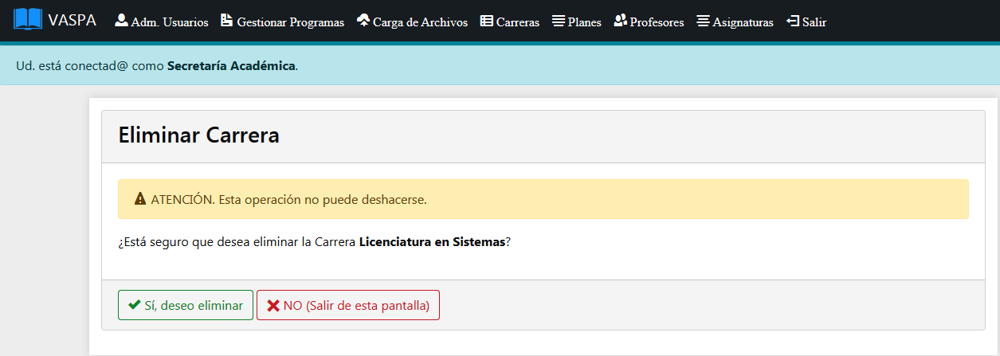 VASPA Adm. Usuarios Gestionar Programas Carga de Archivos Carreras Planes Profesores Asignaturas Salir
Ud. está conectad@ como Secretaría Académica.
Eliminar Carrera
ATENCIÓN. Esta operación no puede deshacerse.
¿Está seguro que desea eliminar la Carrera Licenciatura en Sistemas?
Sí, deseo eliminar NO (Salir de esta pantalla)